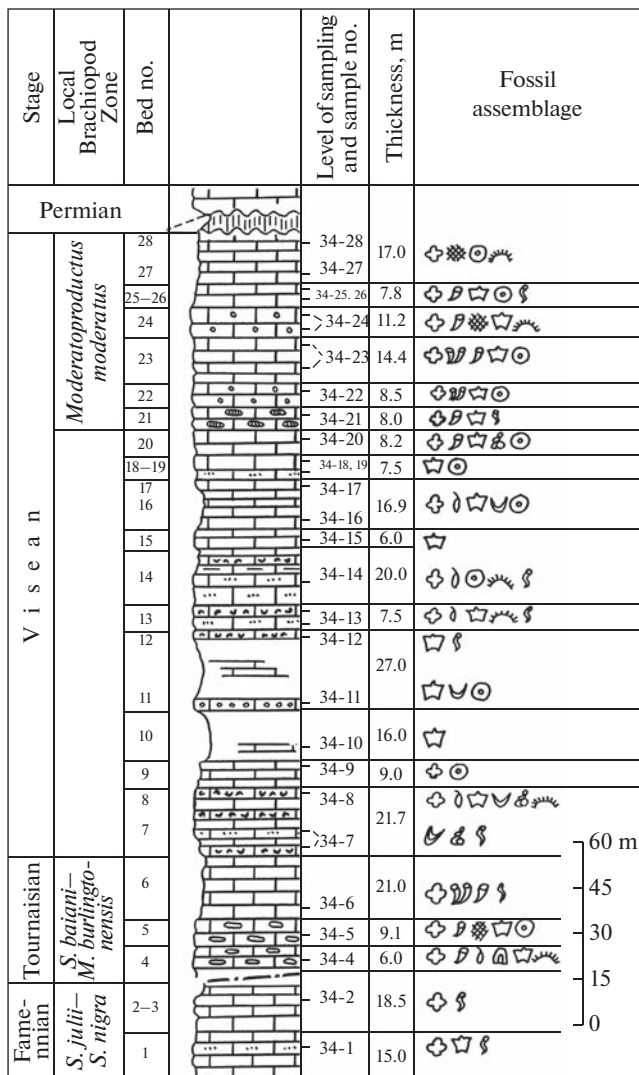 Stage
Local
Brachiopod
Zone
Bed no.
Level of sampling
and sample no.
Thickness, m
Fossil
assemblage
Permian
Visean
Tournaisian
Fame-
nnian
Moderatoproductus
moderatus
S. baiani–
M. burlingto-
nensis
S. julii–
S. nigra
28 34-28 17.0
27 34-27
25–26 34-25. 26 7.8
24 34-24 11.2
23 34-23 14.4
22 34-22 8.5
21 34-21 8.0
20 34-20 8.2
18–19 34-18, 19 7.5
17 34-17
16 34-16 16.9
15 34-15 6.0
14 34-14 20.0
13 34-13 7.5
12 34-12
27.0
11 34-11
10 34-10 16.0
9 34-9 9.0
8 34-8
21.7
7 34-7
6 34-6 21.0
5 34-5 9.1
4 34-4 6.0
2–3 34-2 18.5
1 34-1 15.0
60 m
45
30
15
0